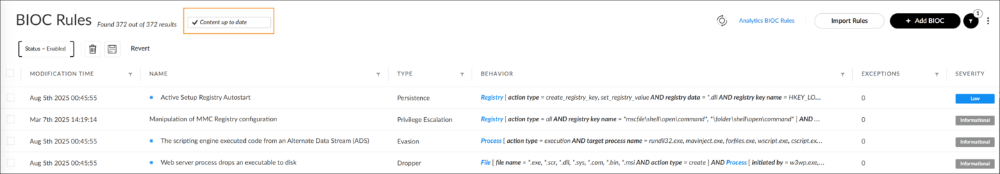 BIOC Rules Found 372 out of 372 results ✔ Content up to date Analytics BIOC Rules Import Rules + Add BIOC 1
Status = Enabled Revert
MODIFICATION TIME NAME TYPE BEHAVIOR EXCEPTIONS SEVERITY
Aug 5th 2025 00:45:55 Active Setup Registry Autostart Persistence Registry [ action type = create_registry_key, set_registry_value AND registry data = *.dll AND registry key name = HKEY_LO... 0 Low
Mar 7th 2025 14:19:14 Manipulation of MMC Registry configuration Privilege Escalation Registry [ action type = all AND registry key name = *mscfile\shell\open\command*, *\folder\shell\open\command* ] AND ... 0 Informational
Aug 5th 2025 00:45:55 The scripting engine executed code from an Alternate Data Stream (ADS) Evasion Process [ action type = execution AND target process name = rundll32.exe, mavinject.exe, forfiles.exe, wscript.exe, cscript.ex... 0 Informational
Aug 5th 2025 00:45:55 Web server process drops an executable to disk Dropper File [ file name = *.exe, *.scr, *.dll, *.sys, *.com, *.bin, *.msi AND action type = create ] AND Process [ initiated by = w3wp.exe,... 0 Informational